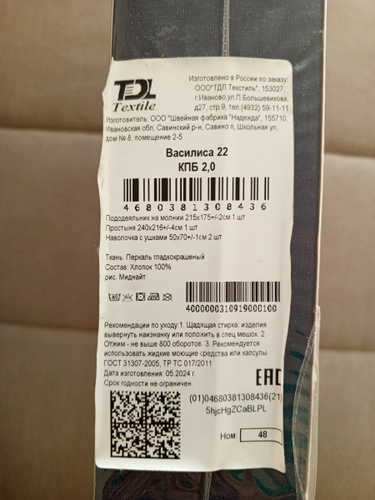 TDL
Textile
Изготовлено в России по заказу:
ООО"ТДЛ Текстиль", 153027,
г.Иваново,ул.П.Большевикова,
д27, стр.9, тел.(4932) 59-11-11
Изготовитель: ООО "Швейная фабрика "Надежда", 155710,
Ивановская обл, Савинский р-н, Савино п, Школьная ул,
дом № 8, помещение 2-5
Василиса 22
КПБ 2,0
4680381308436
Пододеяльник на молнии 215х175+/-2см 1 шт
Простыня 240х216+/-4см 1 шт
Наволочка с ушками 50х70+/-1см 2 шт
Ткань: Перкаль гладкокрашеный
Состав: Хлопок 100%
рис. Миднайт
4000000310919000100
Рекомендации по уходу:1. Щадящая стирка: изделия
вывернуть наизнанку или положить в спец мешок. 2.
Отжим - не выше 800 оборотов. 3. Рекомендуется
использовать жидкие моющие средства или капсулы.
ГОСТ 31307-2005, ТР ТС 017/2011
Дата изготовления: 05.2024 г.
Срок годности не ограничен.
EAC
(01)04680381308436(21)
5hjcHgZCaBLPL
Ном: 48